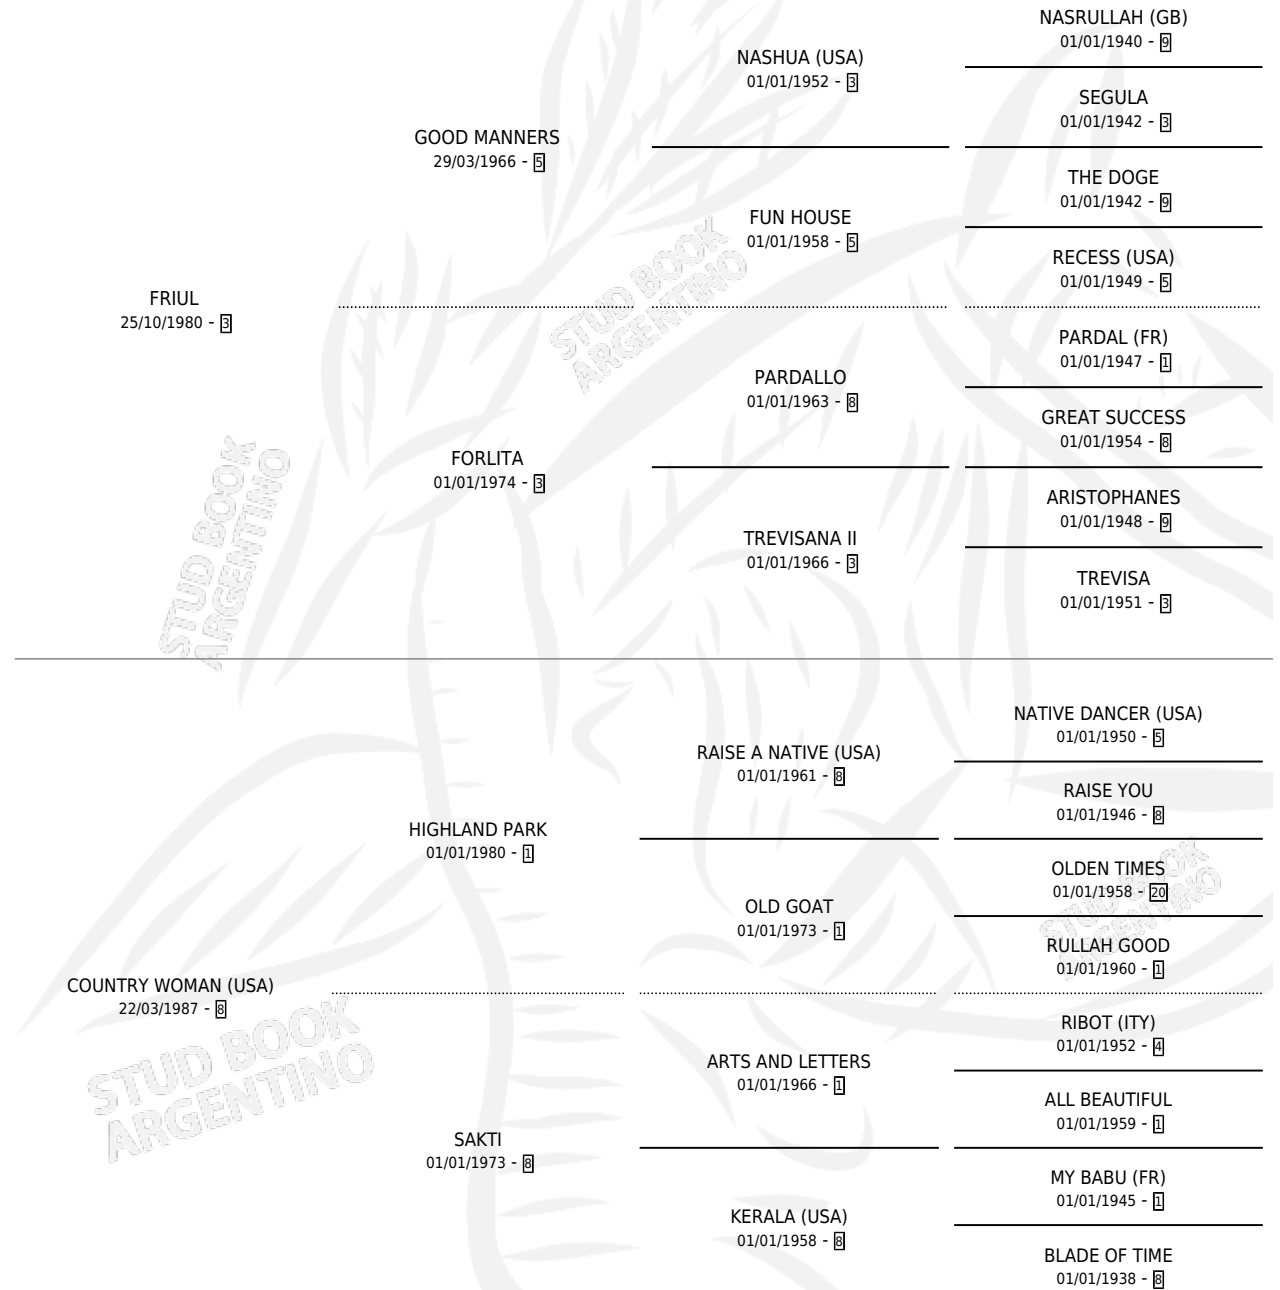 NASRULLAH (GB)
01/01/1940 - 9
NASHUA (USA)
01/01/1952 - 3
SEGULA
01/01/1942 - 3
GOOD MANNERS
29/03/1966 - 5
THE DOGE
01/01/1942 - 9
FUN HOUSE
01/01/1958 - 5
RECESS (USA)
01/01/1949 - 5
FRIUL
25/10/1980 - 3
PARDAL (FR)
01/01/1947 - 1
PARDALLO
01/01/1963 - 8
GREAT SUCCESS
01/01/1954 - 8
FORLITA
01/01/1974 - 3
ARISTOPHANES
01/01/1948 - 9
TREVISANA II
01/01/1966 - 3
TREVISA
01/01/1951 - 3
NATIVE DANCER (USA)
01/01/1950 - 5
RAISE A NATIVE (USA)
01/01/1961 - 8
RAISE YOU
01/01/1946 - 8
HIGHLAND PARK
01/01/1980 - 1
OLDEN TIMES
01/01/1958 - 20
OLD GOAT
01/01/1973 - 1
RULLAH GOOD
01/01/1960 - 1
COUNTRY WOMAN (USA)
22/03/1987 - 8
RIBOT (ITY)
01/01/1952 - 4
ARTS AND LETTERS
01/01/1966 - 1
ALL BEAUTIFUL
01/01/1959 - 1
SAKTI
01/01/1973 - 8
MY BABU (FR)
01/01/1945 - 1
KERALA (USA)
01/01/1958 - 8
BLADE OF TIME
01/01/1938 - 8
STUD BOOK
ARGENTINO
STUD BOOK
ARGENTINO
STUD BOOK
ARGENTINO
STUD BOOK
ARGENTINO